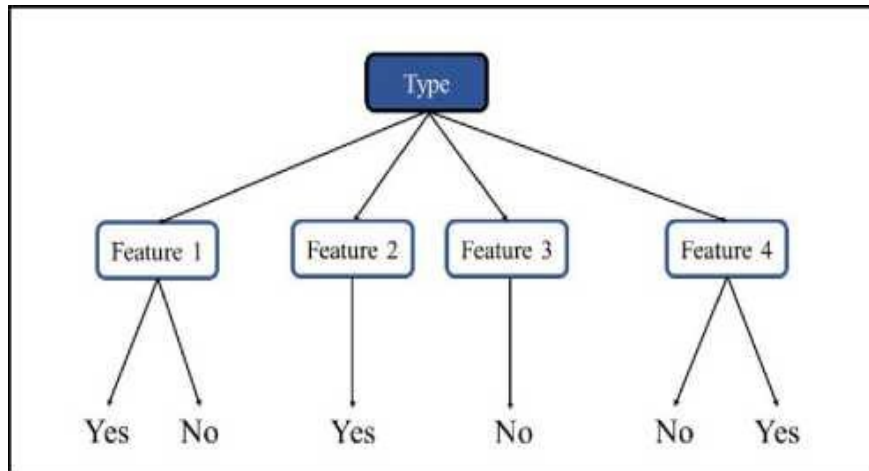 Type
Feature 1 Feature 2 Feature 3 Feature 4
Yes No Yes No No Yes